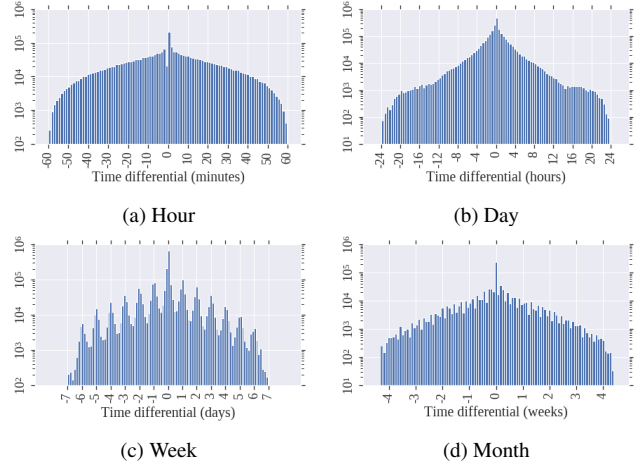 10⁶
10⁵
10⁴
10³
10²
-60 -50 -40 -30 -20 -10 0 10 20 30 40 50 60
Time differential (minutes)
(a) Hour
10⁶
10⁵
10⁴
10³
10²
10¹
-24 -20 -16 -12 -8 -4 0 4 8 12 16 20 24
Time differential (hours)
(b) Day
10⁶
10⁵
10⁴
10³
10²
-7 -6 -5 -4 -3 -2 -1 0 1 2 3 4 5 6 7
Time differential (days)
(c) Week
10⁶
10⁵
10⁴
10³
10²
10¹
-4 -3 -2 -1 0 1 2 3 4
Time differential (weeks)
(d) Month